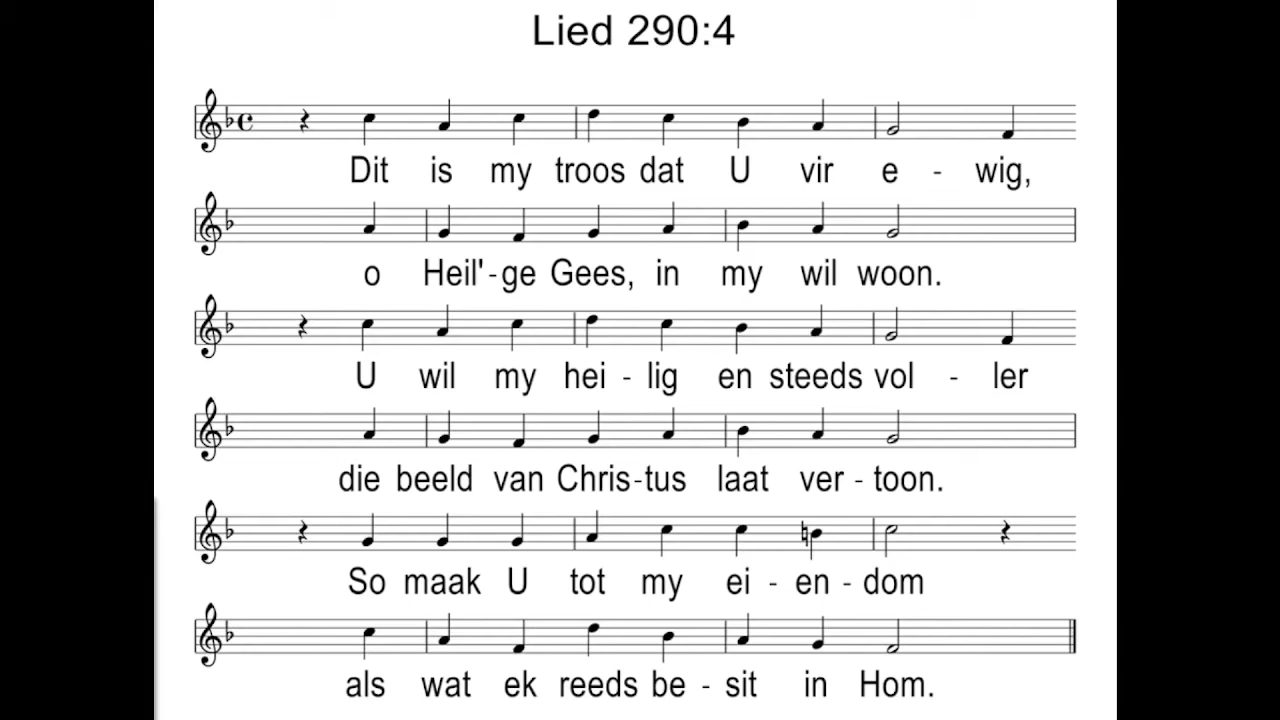 Lied 290:4
Dit is my troos dat U vir e - wig,
o Heil'-ge Gees, in my wil woon.
U wil my hei - lig en steeds vol - ler
die beeld van Chris-tus laat ver - toon.
So maak U tot my ei - en - dom
als wat ek reeds be - sit in Hom.